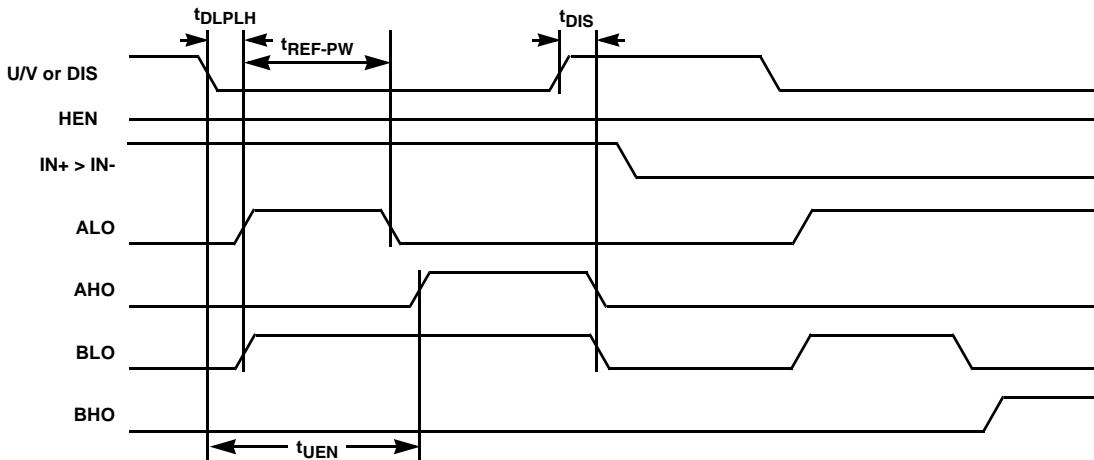 tDLPLH
tDIS
tREF-PW
U/V or DIS
HEN
IN+ > IN-
ALO
AHO
BLO
BHO
tUEN